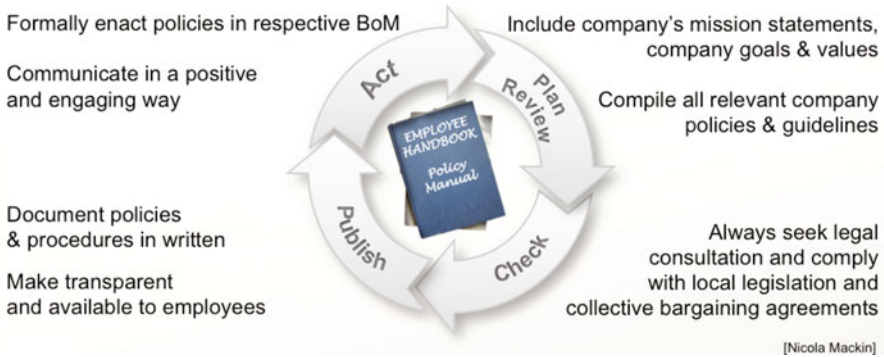 Formally enact policies in respective BoM
Communicate in a positive
and engaging way
Act
Include company's mission statements,
company goals & values
Compile all relevant company
policies & guidelines
Plan
Review
EMPLOYEE
HANDBOOK
Policy
Manual
Document policies
& procedures in written
Make transparent
and available to employees
Publish
Check
Always seek legal
consultation and comply
with local legislation and
collective bargaining agreements
[Nicola Mackin]